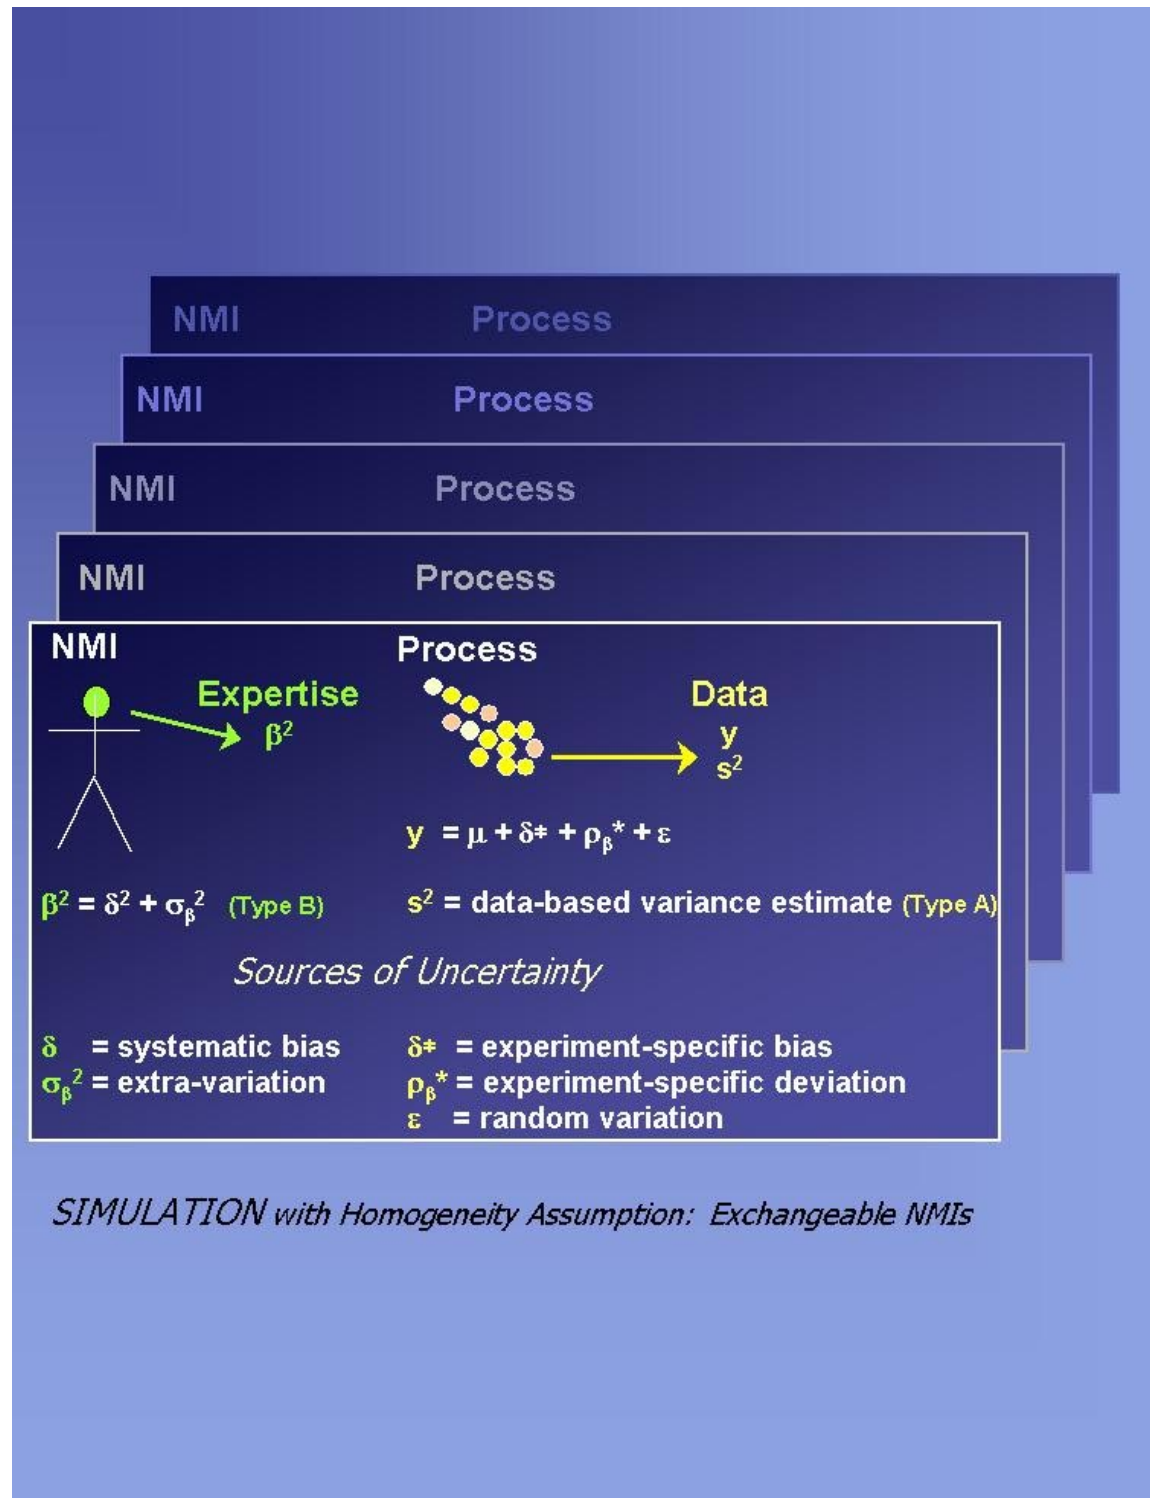 NMI Process
NMI Process
NMI Process
NMI Process
NMI Process
Expertise Data
β² y
s²
y = μ + δ⧧ + ρβ* + ε
β² = δ² + σβ² (Type B) s² = data-based variance estimate (Type A)
Sources of Uncertainty
δ = systematic bias δ⧧ = experiment-specific bias
σβ² = extra-variation ρβ* = experiment-specific deviation
ε = random variation
SIMULATION with Homogeneity Assumption: Exchangeable NMIs